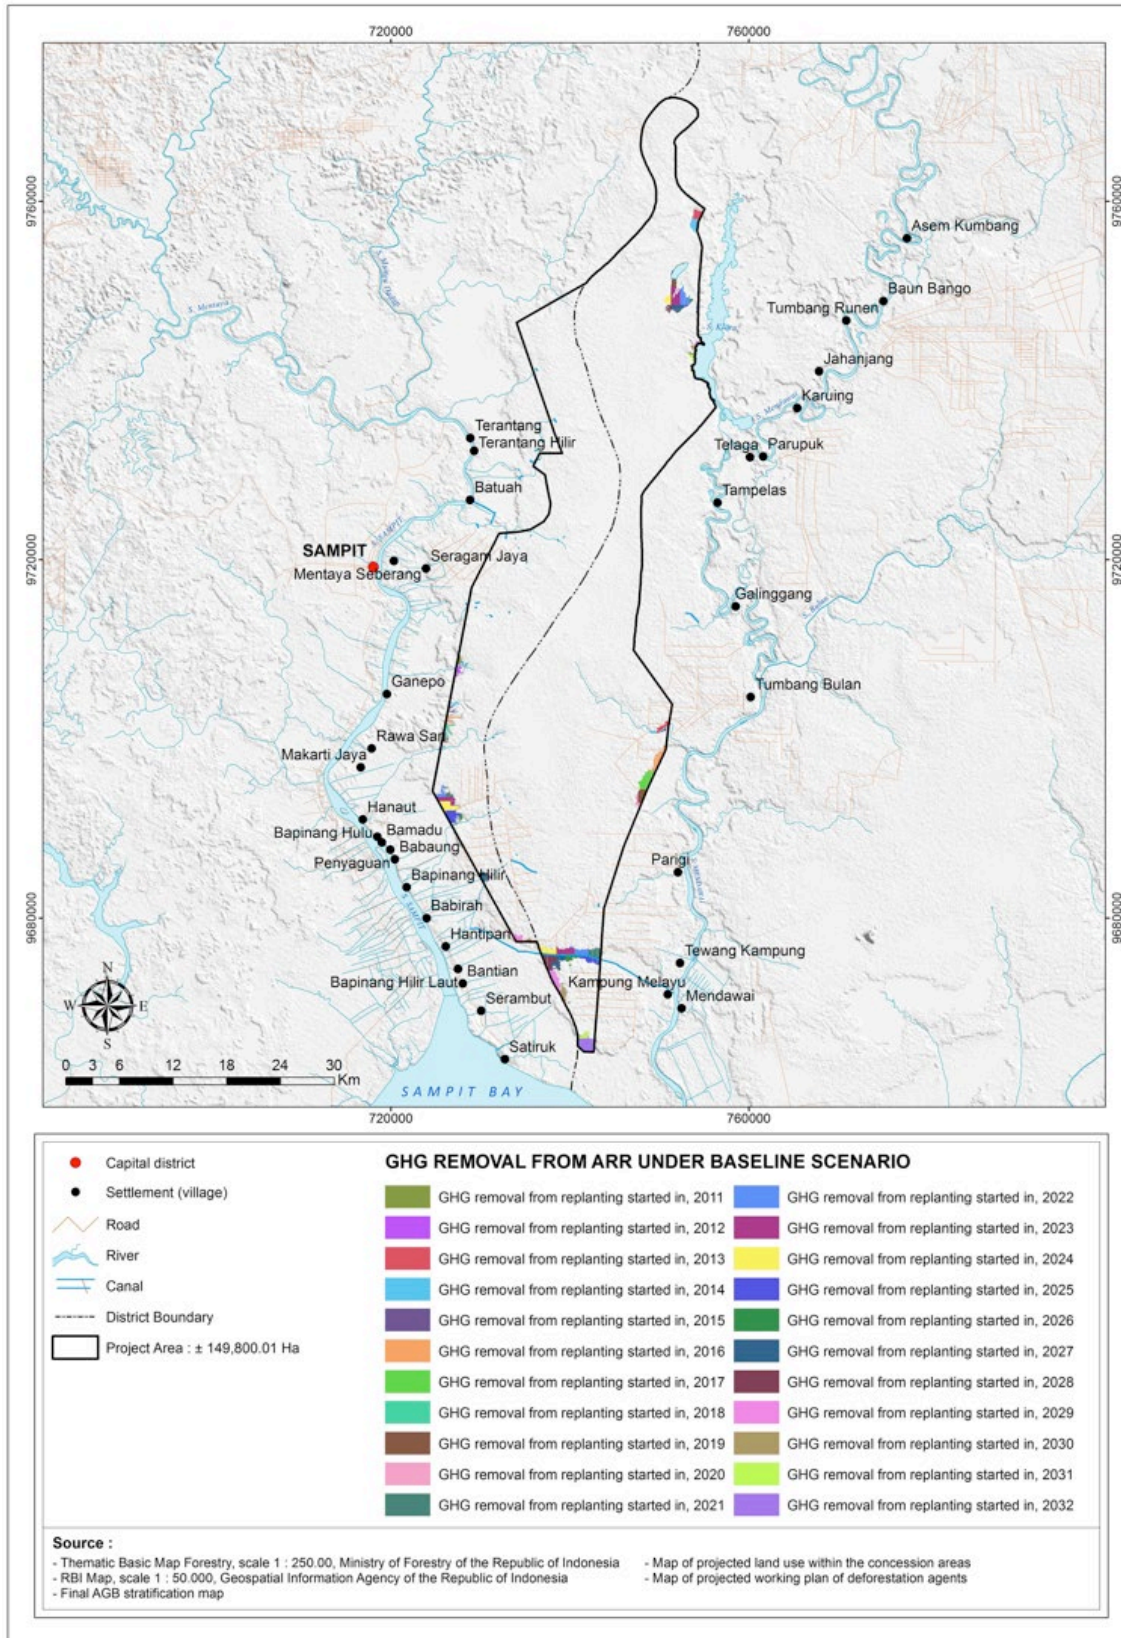 720000
760000
9760000
9760000
Asem Kumbang
Baun Bango
S. Mentaya
Tumbang Runen
Jahanjang
Karuing
Terantang
Terantang Hilir
Telaga
Parupuk
Batuah
Tampelas
S. SAMPIT
SAMPIT
Seragam Jaya
Mentaya Seberang
9720000
9720000
Galinggang
Ganepo
Tumbang Bulan
Rawa Sari
Makarti Jaya
Hanaut
Bapinang Hulu
Bamadu
Babaung
Penyaguan
Parigi
Bapinang Hilir
S. SAMPIT
Babirah
9680000
9680000
Hantipan
Tewang Kampung
Bantian
Bapinang Hilir Laut
Kampung Melayu
Mendawai
Serambut
Satiruk
N
W
E
S
0 3 6 12 18 24 30
Km
SAMPIT BAY
720000
760000
GHG REMOVAL FROM ARR UNDER BASELINE SCENARIO
Capital district
Settlement (village)
Road
River
Canal
District Boundary
Project Area : ± 149,800.01 Ha
GHG removal from replanting started in, 2011
GHG removal from replanting started in, 2012
GHG removal from replanting started in, 2013
GHG removal from replanting started in, 2014
GHG removal from replanting started in, 2015
GHG removal from replanting started in, 2016
GHG removal from replanting started in, 2017
GHG removal from replanting started in, 2018
GHG removal from replanting started in, 2019
GHG removal from replanting started in, 2020
GHG removal from replanting started in, 2021
GHG removal from replanting started in, 2022
GHG removal from replanting started in, 2023
GHG removal from replanting started in, 2024
GHG removal from replanting started in, 2025
GHG removal from replanting started in, 2026
GHG removal from replanting started in, 2027
GHG removal from replanting started in, 2028
GHG removal from replanting started in, 2029
GHG removal from replanting started in, 2030
GHG removal from replanting started in, 2031
GHG removal from replanting started in, 2032
Source :
- Thematic Basic Map Forestry, scale 1 : 250.00, Ministry of Forestry of the Republic of Indonesia
- RBI Map, scale 1 : 50.000, Geospatial Information Agency of the Republic of Indonesia
- Final AGB stratification map
- Map of projected land use within the concession areas
- Map of projected working plan of deforestation agents